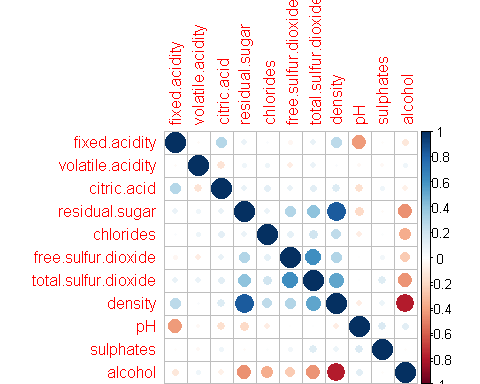 fixed.acidity
volatile.acidity
citric.acid
residual.sugar
chlorides
free.sulfur.dioxide
total.sulfur.dioxide
density
pH
sulphates
alcohol
fixed.acidity
volatile.acidity
citric.acid
residual.sugar
chlorides
free.sulfur.dioxide
total.sulfur.dioxide
density
pH
sulphates
alcohol
1
0.8
0.6
0.4
0.2
0
0.2
0.4
0.6
0.8
1